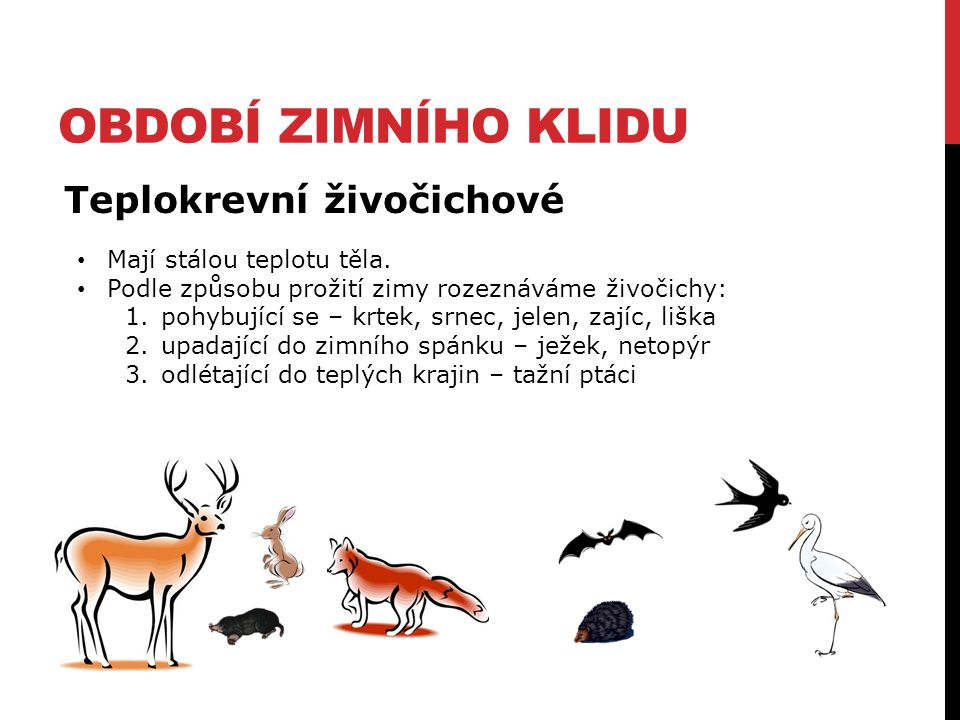 OBDOBÍ ZIMNÍHO KLIDU
Teplokrevní živočichové
• Mají stálou teplotu těla.
• Podle způsobu prožití zimy rozeznáváme živočichy:
1. pohybující se – krtek, srnec, jelen, zajíc, liška
2. upadající do zimního spánku – ježek, netopýr
3. odlétající do teplých krajin – tažní ptáci